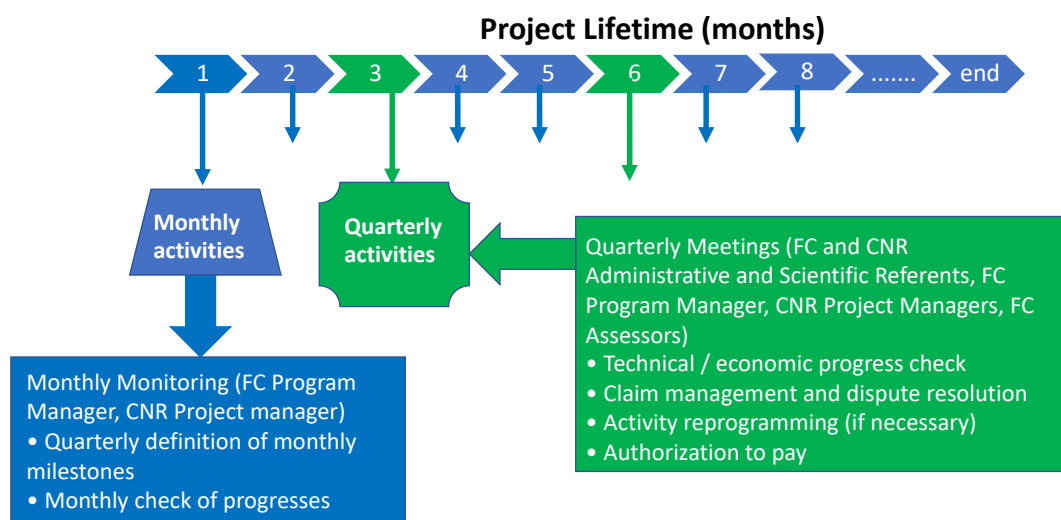 Project Lifetime (months)
1
2
3
4
5
6
7
8
.......
end
Monthly
activities
Quarterly
activities
Quarterly Meetings (FC and CNR
Administrative and Scientific Referents, FC
Program Manager, CNR Project Managers, FC
Assessors)
• Technical / economic progress check
• Claim management and dispute resolution
• Activity reprogramming (if necessary)
• Authorization to pay
Monthly Monitoring (FC Program
Manager, CNR Project manager)
• Quarterly definition of monthly
milestones
• Monthly check of progresses